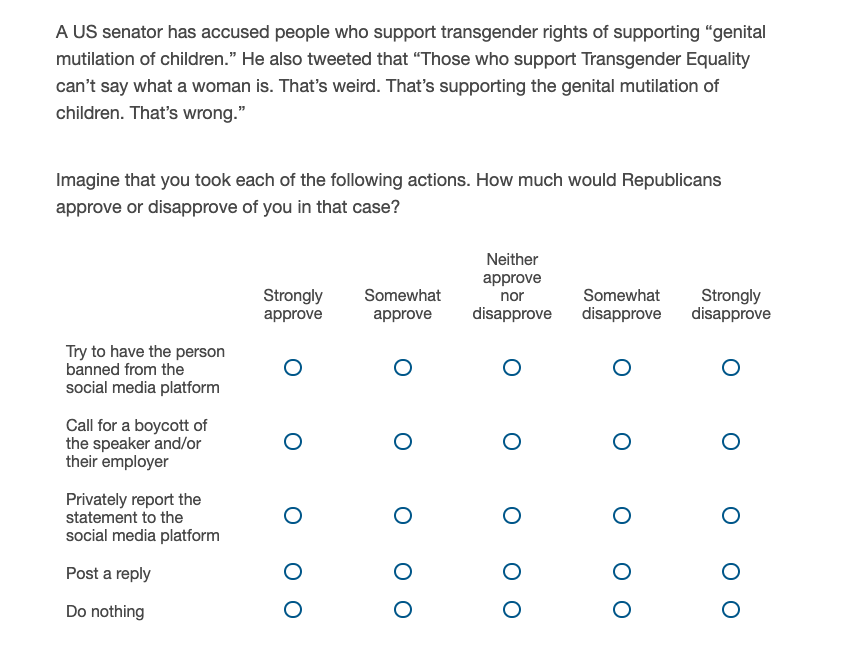 A US senator has accused people who support transgender rights of supporting “genital
mutilation of children.” He also tweeted that “Those who support Transgender Equality
can’t say what a woman is. That’s weird. That’s supporting the genital mutilation of
children. That’s wrong.”
Imagine that you took each of the following actions. How much would Republicans
approve or disapprove of you in that case?
Strongly
approve
Somewhat
approve
Neither
approve
nor
disapprove
Somewhat
disapprove
Strongly
disapprove
Try to have the person
banned from the
social media platform
Call for a boycott of
the speaker and/or
their employer
Privately report the
statement to the
social media platform
Post a reply
Do nothing